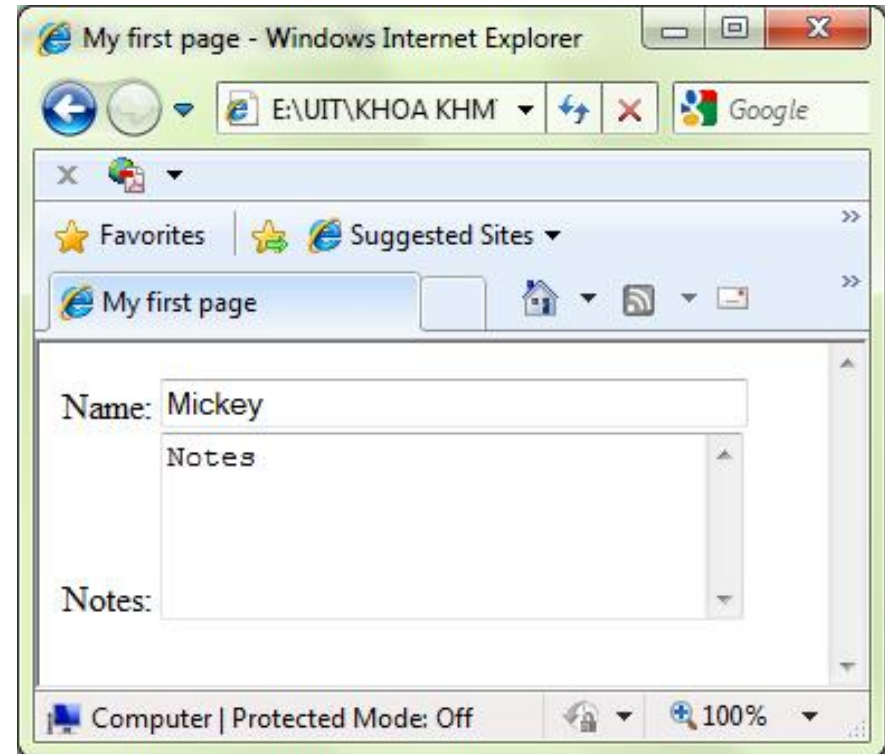 My first page - Windows Internet Explorer
E:\UIT\KHOA KHM
Google
Favorites
Suggested Sites
My first page
Name: Mickey
Notes
Notes:
Computer | Protected Mode: Off
100%